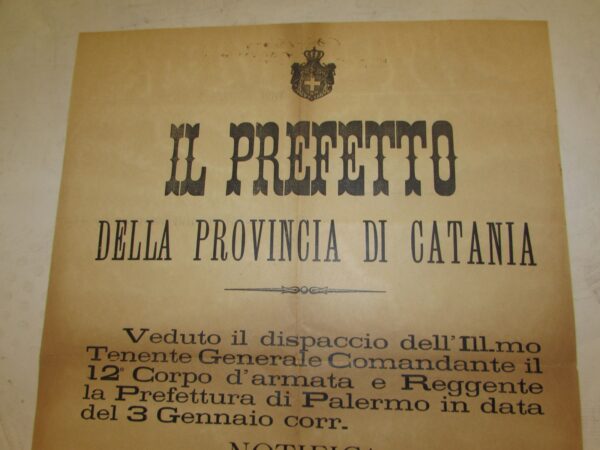 IL PREFETTO
DELLA PROVINCIA DI CATANIA
Veduto il dispaccio dell'Ill.mo
Tenente Generale Comandante il
12° Corpo d'armata e Reggente
la Prefettura di Palermo in data
del 3 Gennaio corr.
NOTIFICA